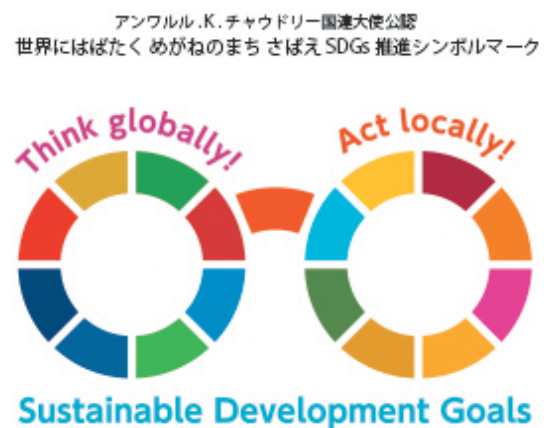 アンワルル.K.チャウドリー国連大使公認
世界にはばたく めがねのまち さばえ SDGs 推進シンボルマーク
Think globally!
Act locally!
Sustainable Development Goals